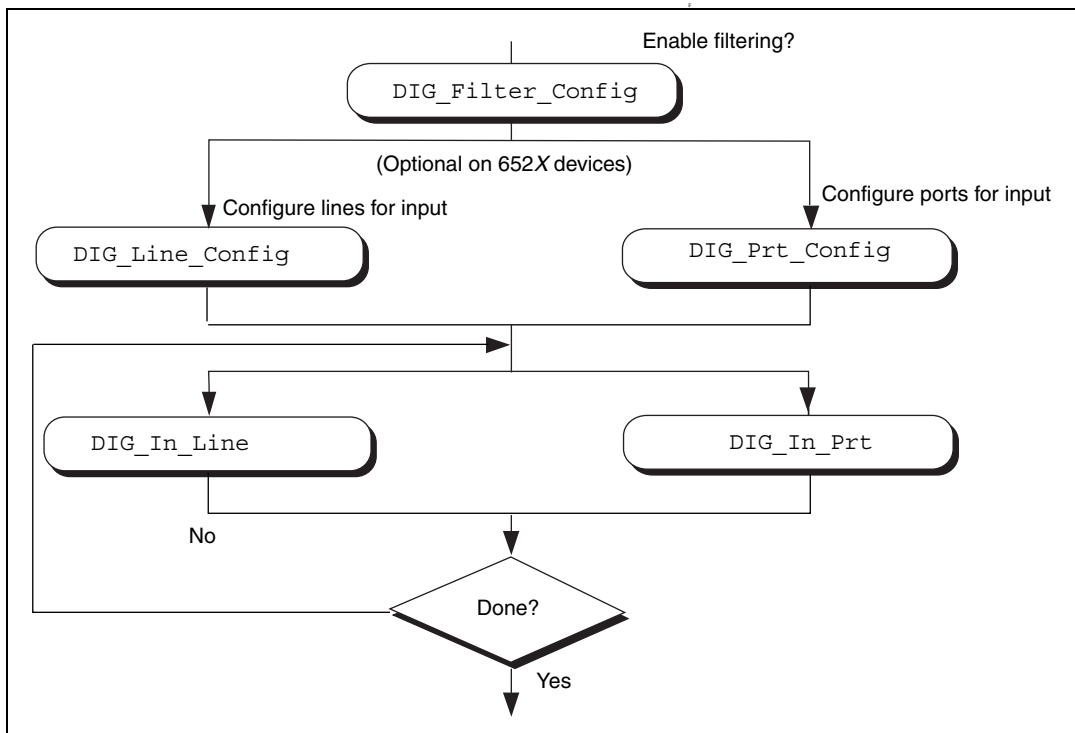 Enable filtering?
DIG_Filter_Config
(Optional on 652X devices)
Configure lines for input
Configure ports for input
DIG_Line_Config
DIG_Prt_Config
DIG_In_Line
DIG_In_Prt
No
Done?
Yes